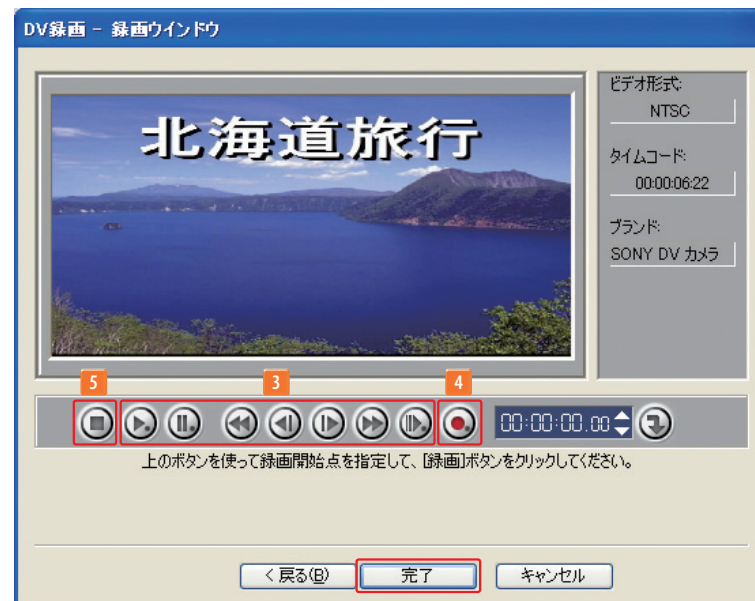 DV録画 - 録画ウインドウ
北海道旅行
ビデオ形式:
NTSC
タイムコード:
00:00:06:22
ブランド:
SONY DV カメラ
5
3
4
00:00:00.00
上のボタンを使って録画開始点を指定して、[録画]ボタンをクリックしてください。
< 戻る(B)
完了
キャンセル